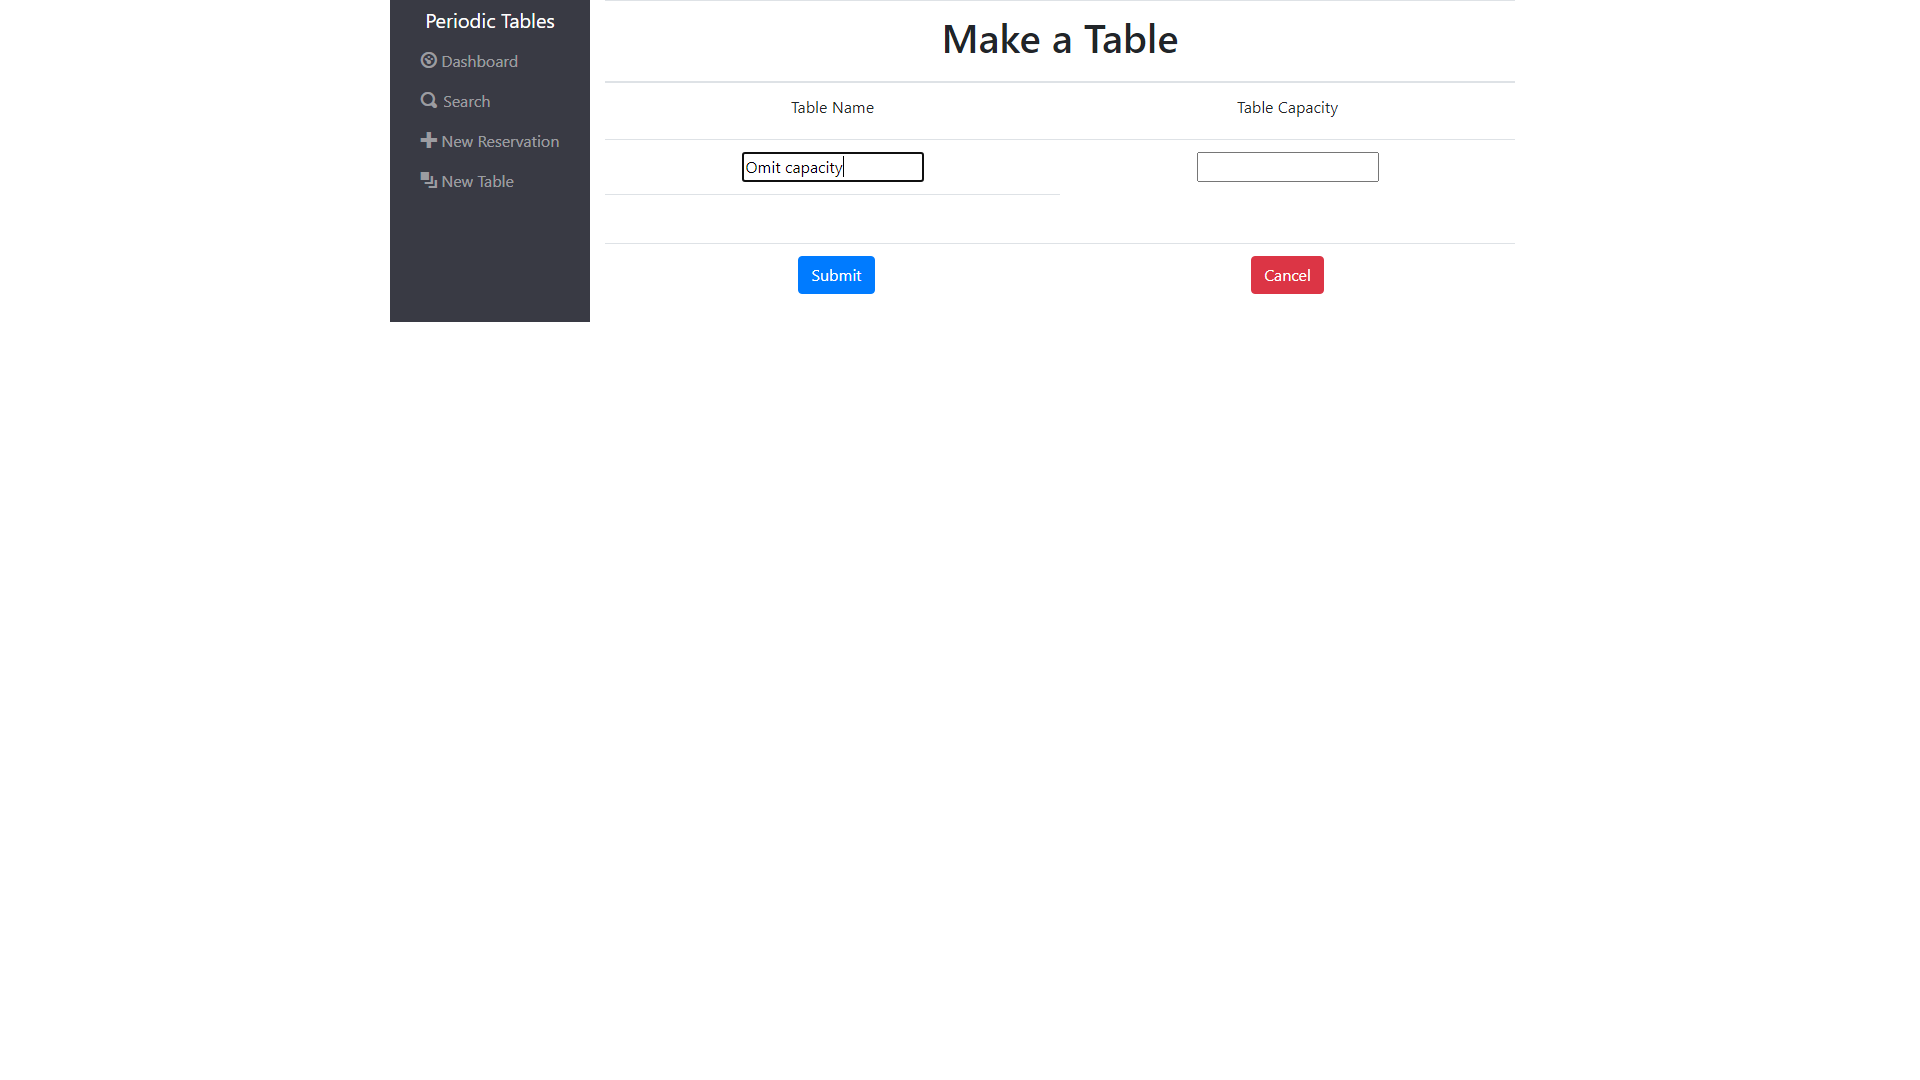 Periodic Tables
Dashboard
Search
New Reservation
New Table
Make a Table
Table Name
Table Capacity
Omit capacity
Submit
Cancel